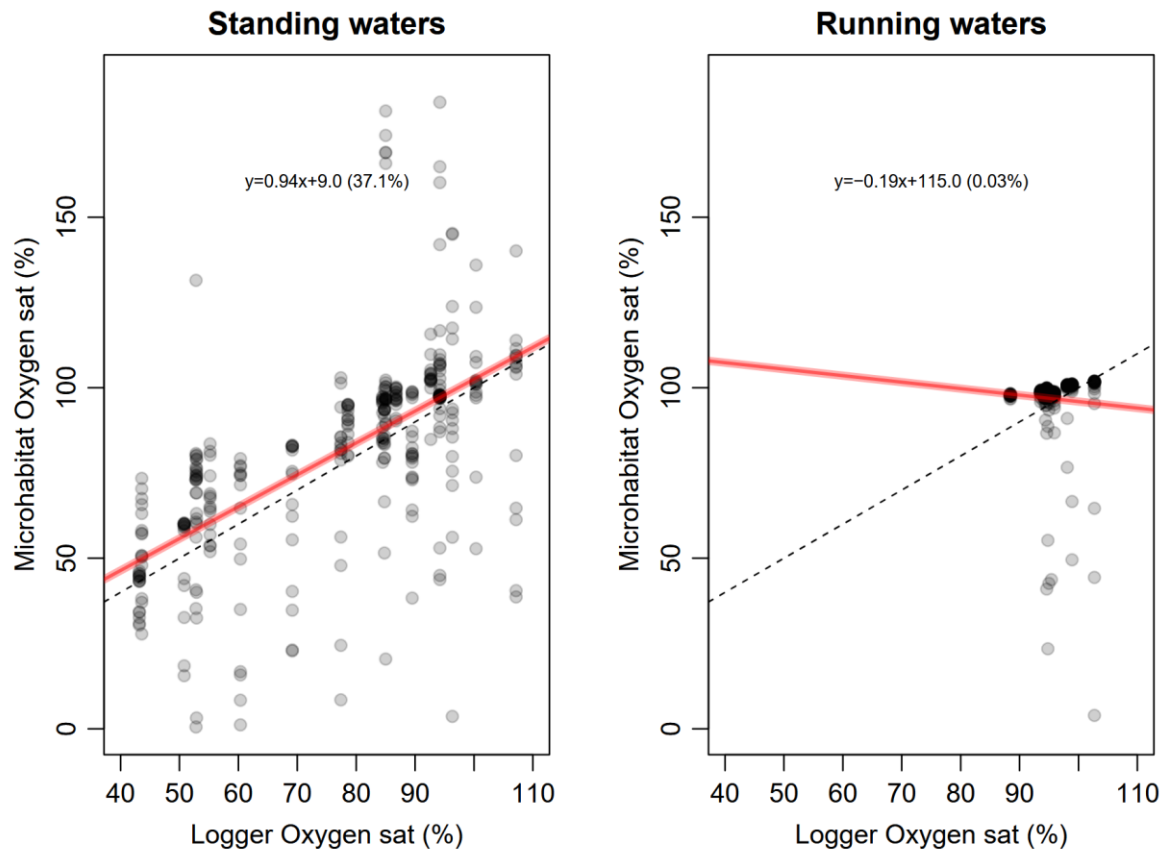 Standing waters
y=0.94x+9.0 (37.1%)
Microhabitat Oxygen sat (%)
0
50
100
150
40
50
60
70
80
90
110
Logger Oxygen sat (%)
Running waters
y=−0.19x+115.0 (0.03%)
Microhabitat Oxygen sat (%)
0
50
100
150
40
50
60
70
80
90
110
Logger Oxygen sat (%)